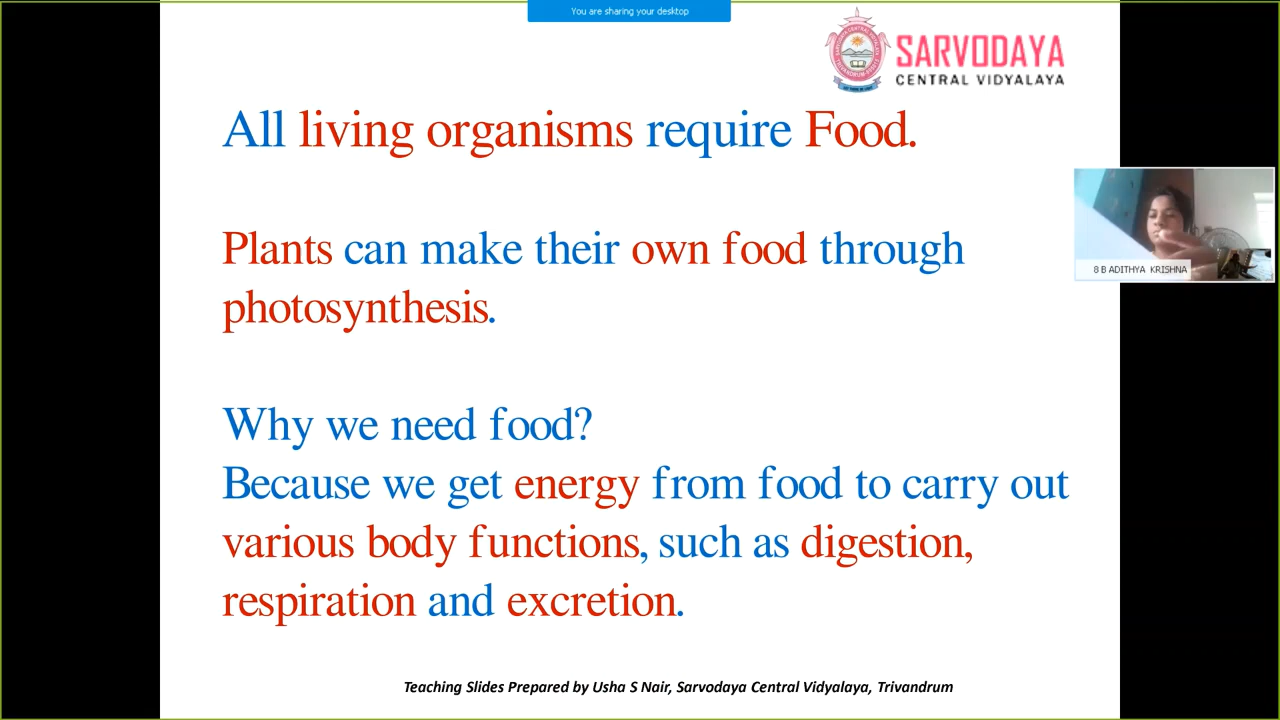 You are sharing your desktop
SARVODAYA
CENTRAL VIDYALAYA
All living organisms require Food.
Plants can make their own food through
photosynthesis.
8 B ADITHYA KRISHNA
Why we need food?
Because we get energy from food to carry out
various body functions, such as digestion,
respiration and excretion.
Teaching Slides Prepared by Usha S Nair, Sarvodaya Central Vidyalaya, Trivandrum